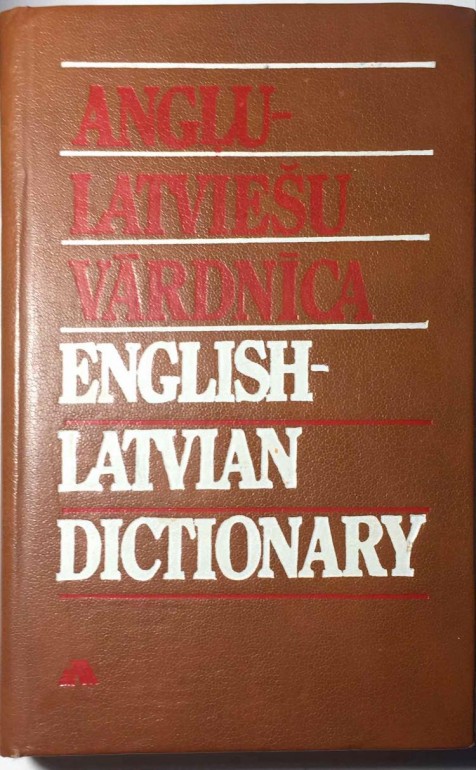 ANGĻU-
LATVIEŠU
VĀRDNĪCA
ENGLISH-
LATVIAN
DICTIONARY